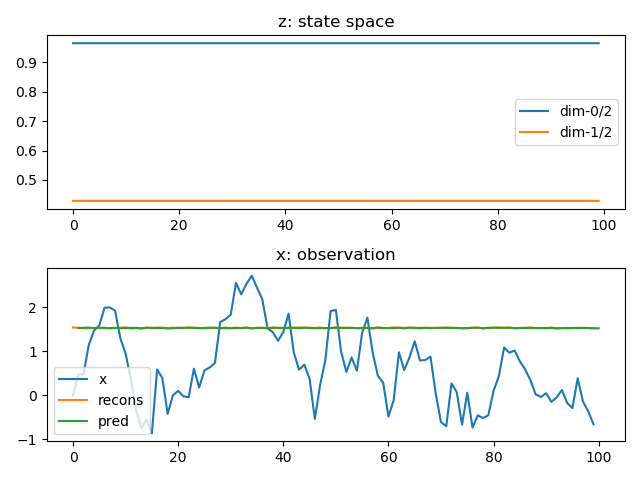 z: state space
0.9
0.8
0.7
0.6
0.5
dim-0/2
dim-1/2
0 20 40 60 80 100
x: observation
2
1
0
−1
x
recons
pred
0 20 40 60 80 100